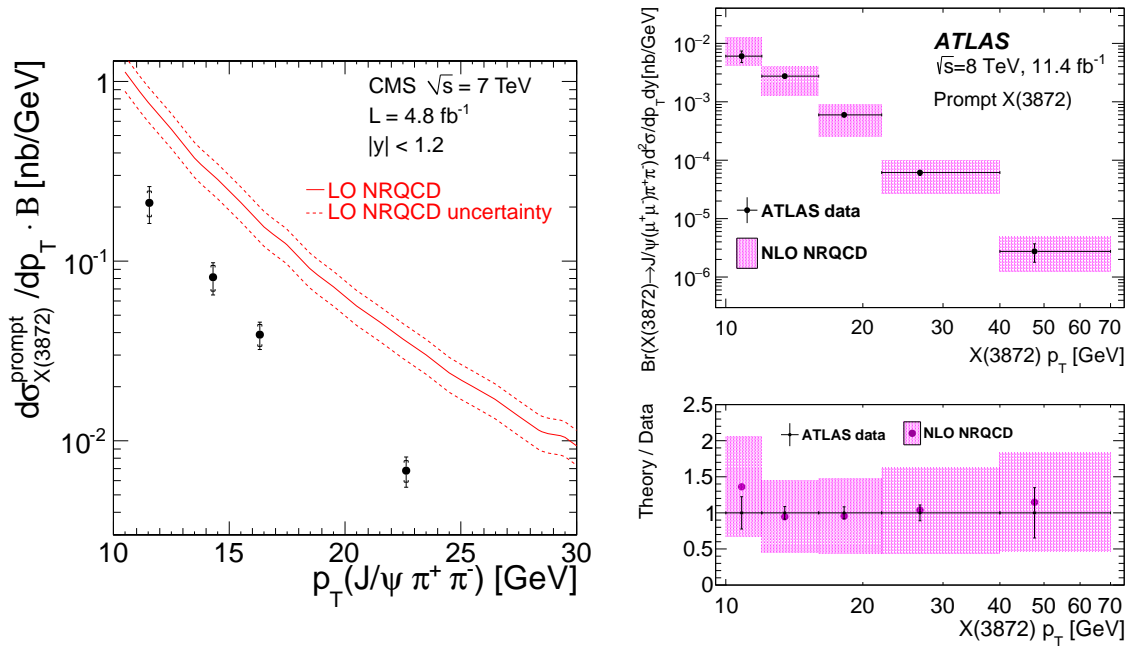 dσ^prompt_X(3872) /dp_T · B [nb/GeV]
1
10^-1
10^-2
CMS √s = 7 TeV
L = 4.8 fb^-1
|y| < 1.2
LO NRQCD
LO NRQCD uncertainty
10 15 20 25 30
p_T(J/ψ π^+ π^-) [GeV]
Br(X(3872)→J/ψ(μ^+μ^-)π^+π^-)d^2σ/dp_Tdy[nb/GeV]
10^-2
10^-3
10^-4
10^-5
10^-6
ATLAS
√s=8 TeV, 11.4 fb^-1
Prompt X(3872)
ATLAS data
NLO NRQCD
10 20 30 40 50 60 70
X(3872) p_T [GeV]
Theory / Data
2.5
2
1.5
1
0.5
0
ATLAS data
NLO NRQCD
10 20 30 40 50 60 70
X(3872) p_T [GeV]